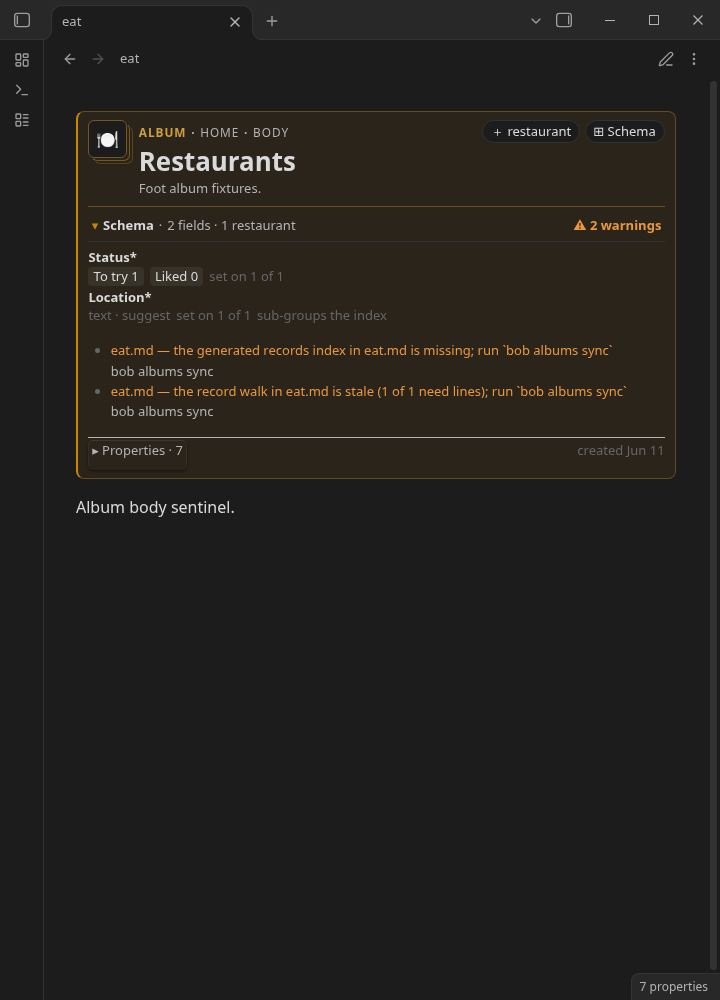 eat
eat
ALBUM · HOME · BODY
+ restaurant
⊞ Schema
Restaurants
Foot album fixtures.
▾ Schema · 2 fields · 1 restaurant
⚠ 2 warnings
Status*
To try 1 Liked 0 set on 1 of 1
Location*
text · suggest set on 1 of 1 sub-groups the index
• eat.md — the generated records index in eat.md is missing; run `bob albums sync`
bob albums sync
• eat.md — the record walk in eat.md is stale (1 of 1 need lines); run `bob albums sync`
bob albums sync
▸ Properties · 7
created Jun 11
Album body sentinel.
7 properties